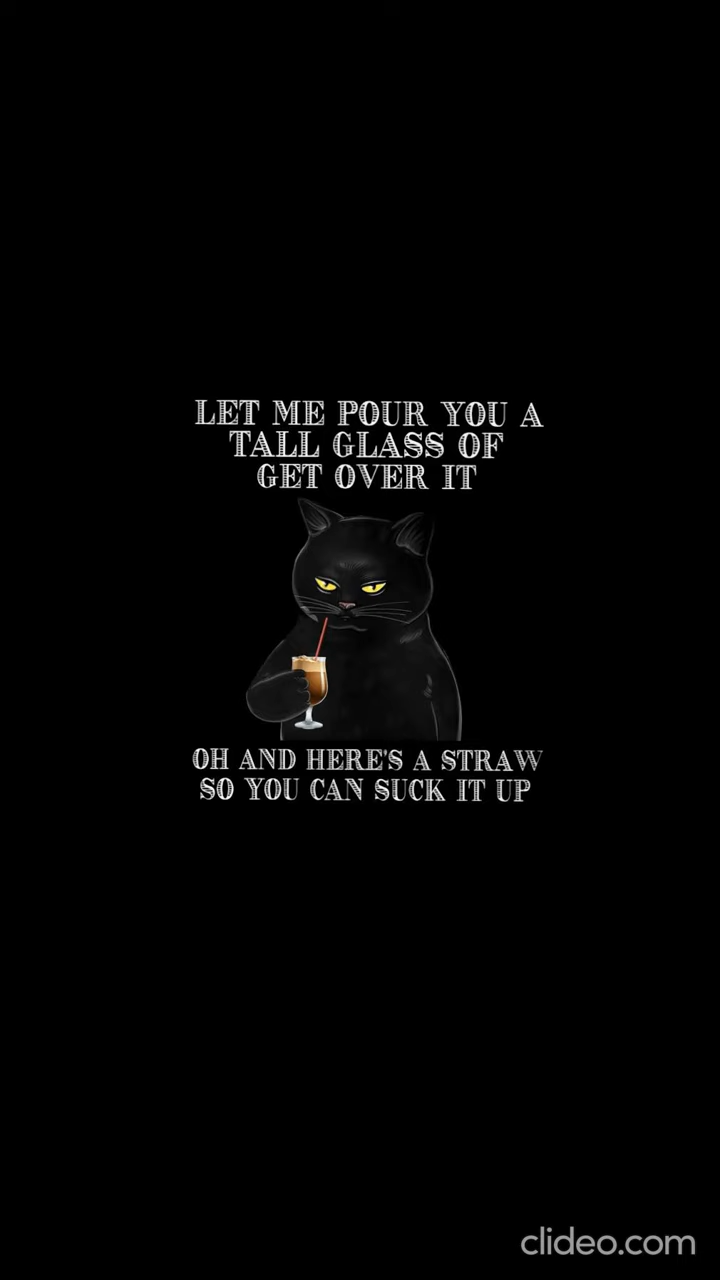 LET ME POUR YOU A
TALL GLASS OF
GET OVER IT
OH AND HERE'S A STRAW
SO YOU CAN SUCK IT UP
clideo.com